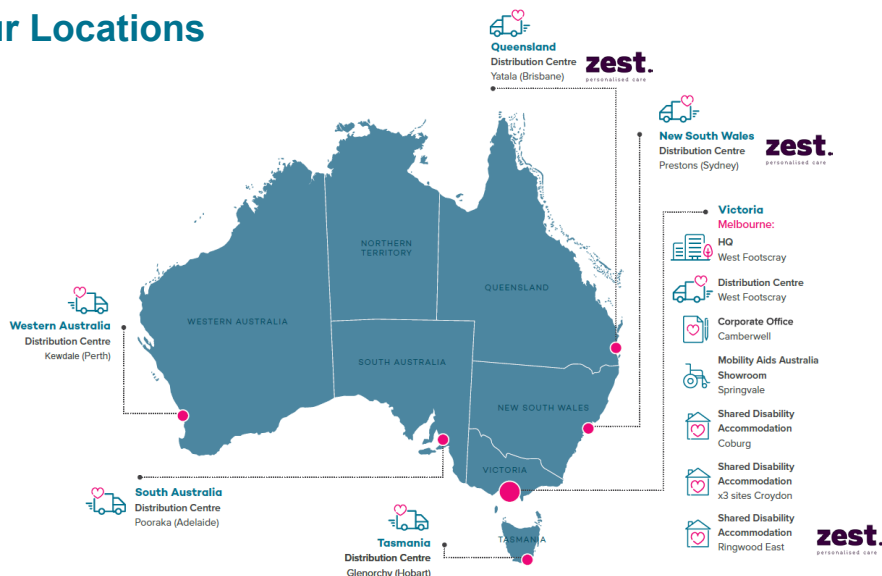 ur Locations
Queensland
Distribution Centre
Yatala (Brisbane)
zest.
personalised care
New South Wales
Distribution Centre
Prestons (Sydney)
zest.
personalised care
Victoria
Melbourne:
HQ
West Footscray
Distribution Centre
West Footscray
Corporate Office
Camberwell
Mobility Aids Australia
Showroom
Springvale
Shared Disability
Accommodation
Coburg
Shared Disability
Accommodation
x3 sites Croydon
Shared Disability
Accommodation
Ringwood East
zest.
personalised care
NORTHERN
TERRITORY
QUEENSLAND
WESTERN AUSTRALIA
SOUTH AUSTRALIA
NEW SOUTH WALES
VICTORIA
TASMANIA
Western Australia
Distribution Centre
Kewdale (Perth)
South Australia
Distribution Centre
Pooraka (Adelaide)
Tasmania
Distribution Centre
Glenorchy (Hobart)